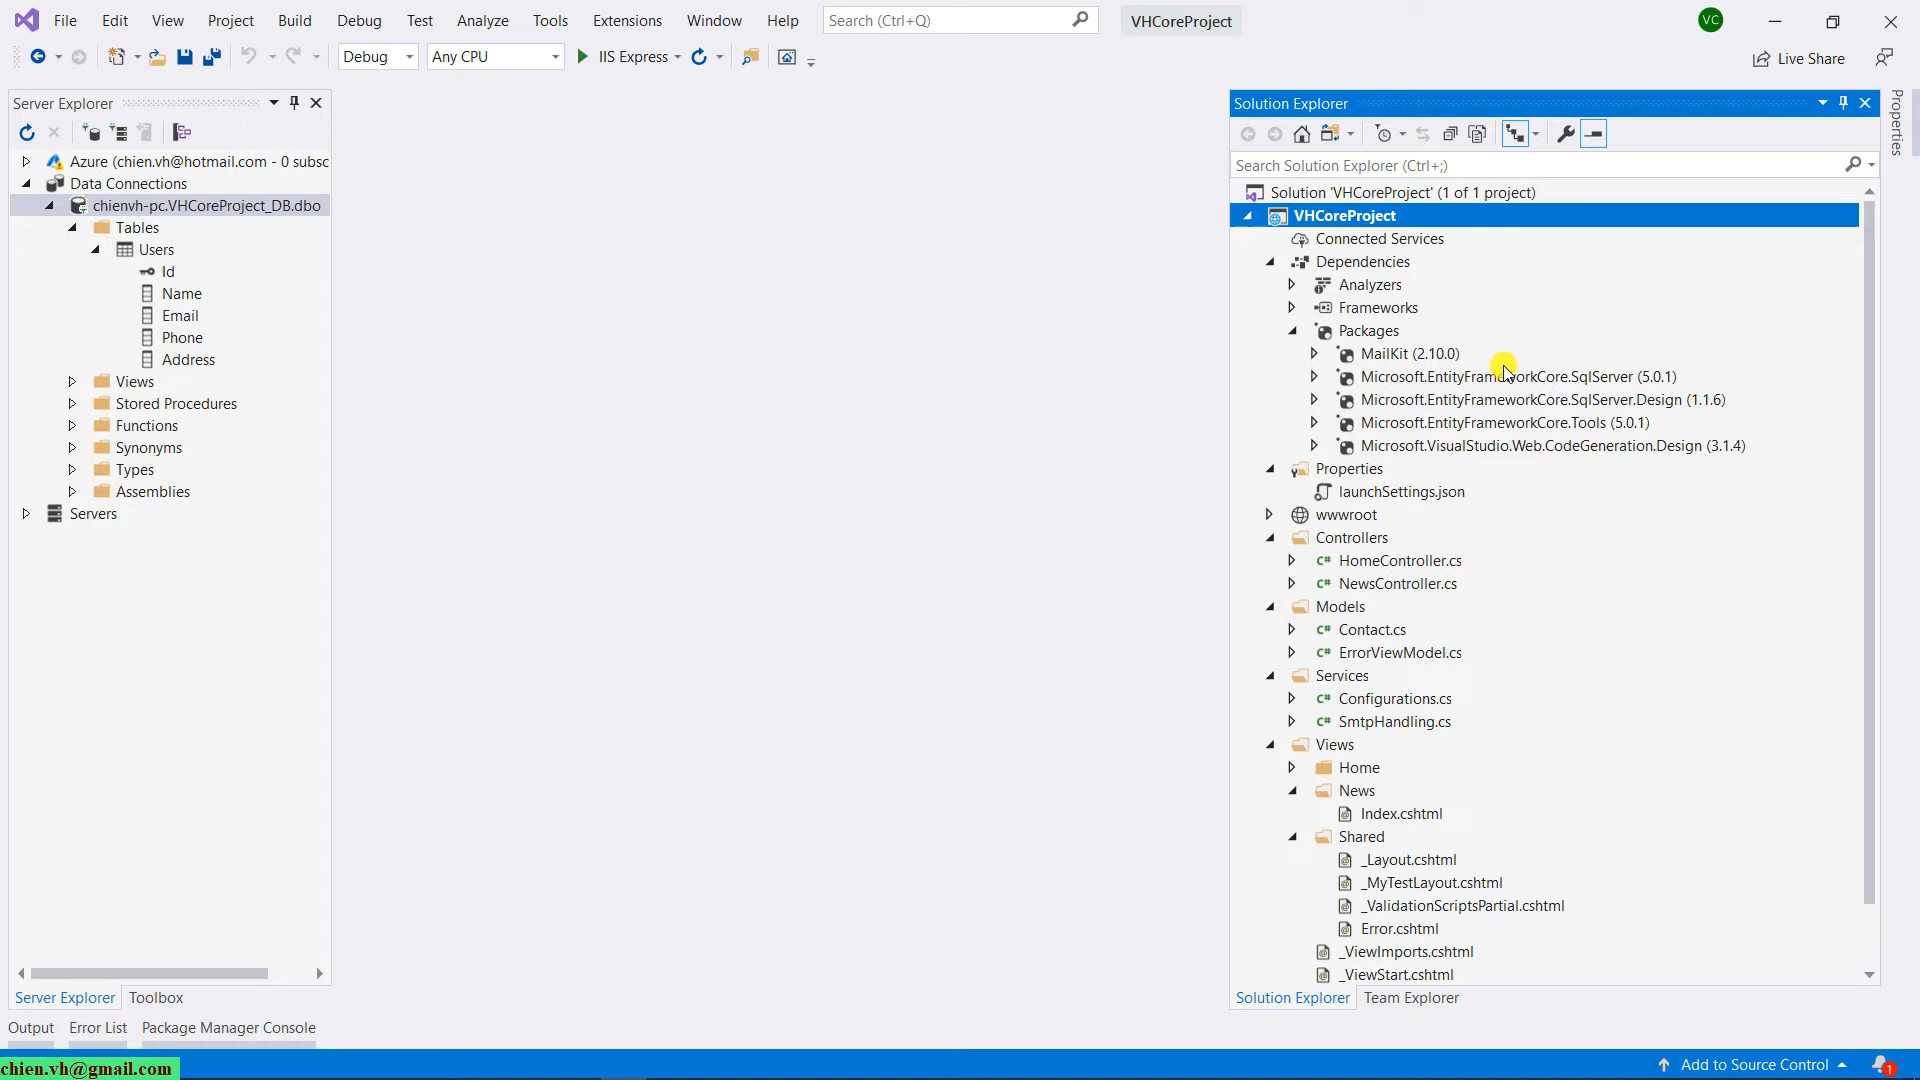 File Edit View Project Build Debug Test Analyze Tools Extensions Window Help Search (Ctrl+Q) VHCoreProject VC
Debug Any CPU IIS Express Live Share
Server Explorer
Azure (chien.vh@hotmail.com - 0 subsc
Data Connections
chienvh-pc.VHCoreProject_DB.dbo
Tables
Users
Id
Name
Email
Phone
Address
Views
Stored Procedures
Functions
Synonyms
Types
Assemblies
Servers
Server Explorer Toolbox
Solution Explorer
Search Solution Explorer (Ctrl+;)
Solution 'VHCoreProject' (1 of 1 project)
VHCoreProject
Connected Services
Dependencies
Analyzers
Frameworks
Packages
MailKit (2.10.0)
Microsoft.EntityFrameworkCore.SqlServer (5.0.1)
Microsoft.EntityFrameworkCore.SqlServer.Design (1.1.6)
Microsoft.EntityFrameworkCore.Tools (5.0.1)
Microsoft.VisualStudio.Web.CodeGeneration.Design (3.1.4)
Properties
launchSettings.json
wwwroot
Controllers
C# HomeController.cs
C# NewsController.cs
Models
C# Contact.cs
C# ErrorViewModel.cs
Services
C# Configurations.cs
C# SmtpHandling.cs
Views
Home
News
Index.cshtml
Shared
_Layout.cshtml
_MyTestLayout.cshtml
_ValidationScriptsPartial.cshtml
Error.cshtml
_ViewImports.cshtml
_ViewStart.cshtml
Solution Explorer Team Explorer
Properties
Output Error List Package Manager Console
Add to Source Control 1
chien.vh@gmail.com